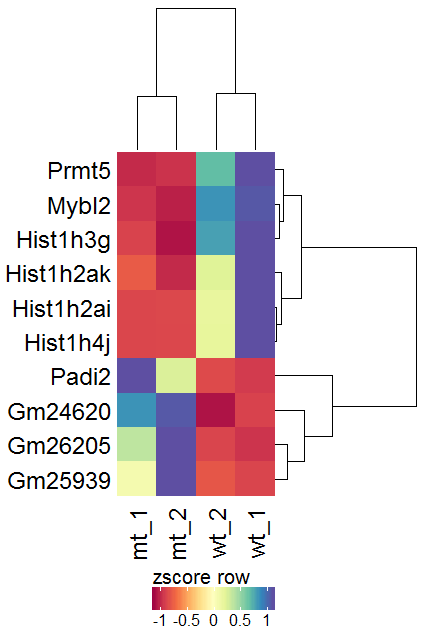 Prmt5
Mybl2
Hist1h3g
Hist1h2ak
Hist1h2ai
Hist1h4j
Padi2
Gm24620
Gm26205
Gm25939
mt_1 mt_2 wt_2 wt_1
zscore row
-1 -0.5 0 0.5 1